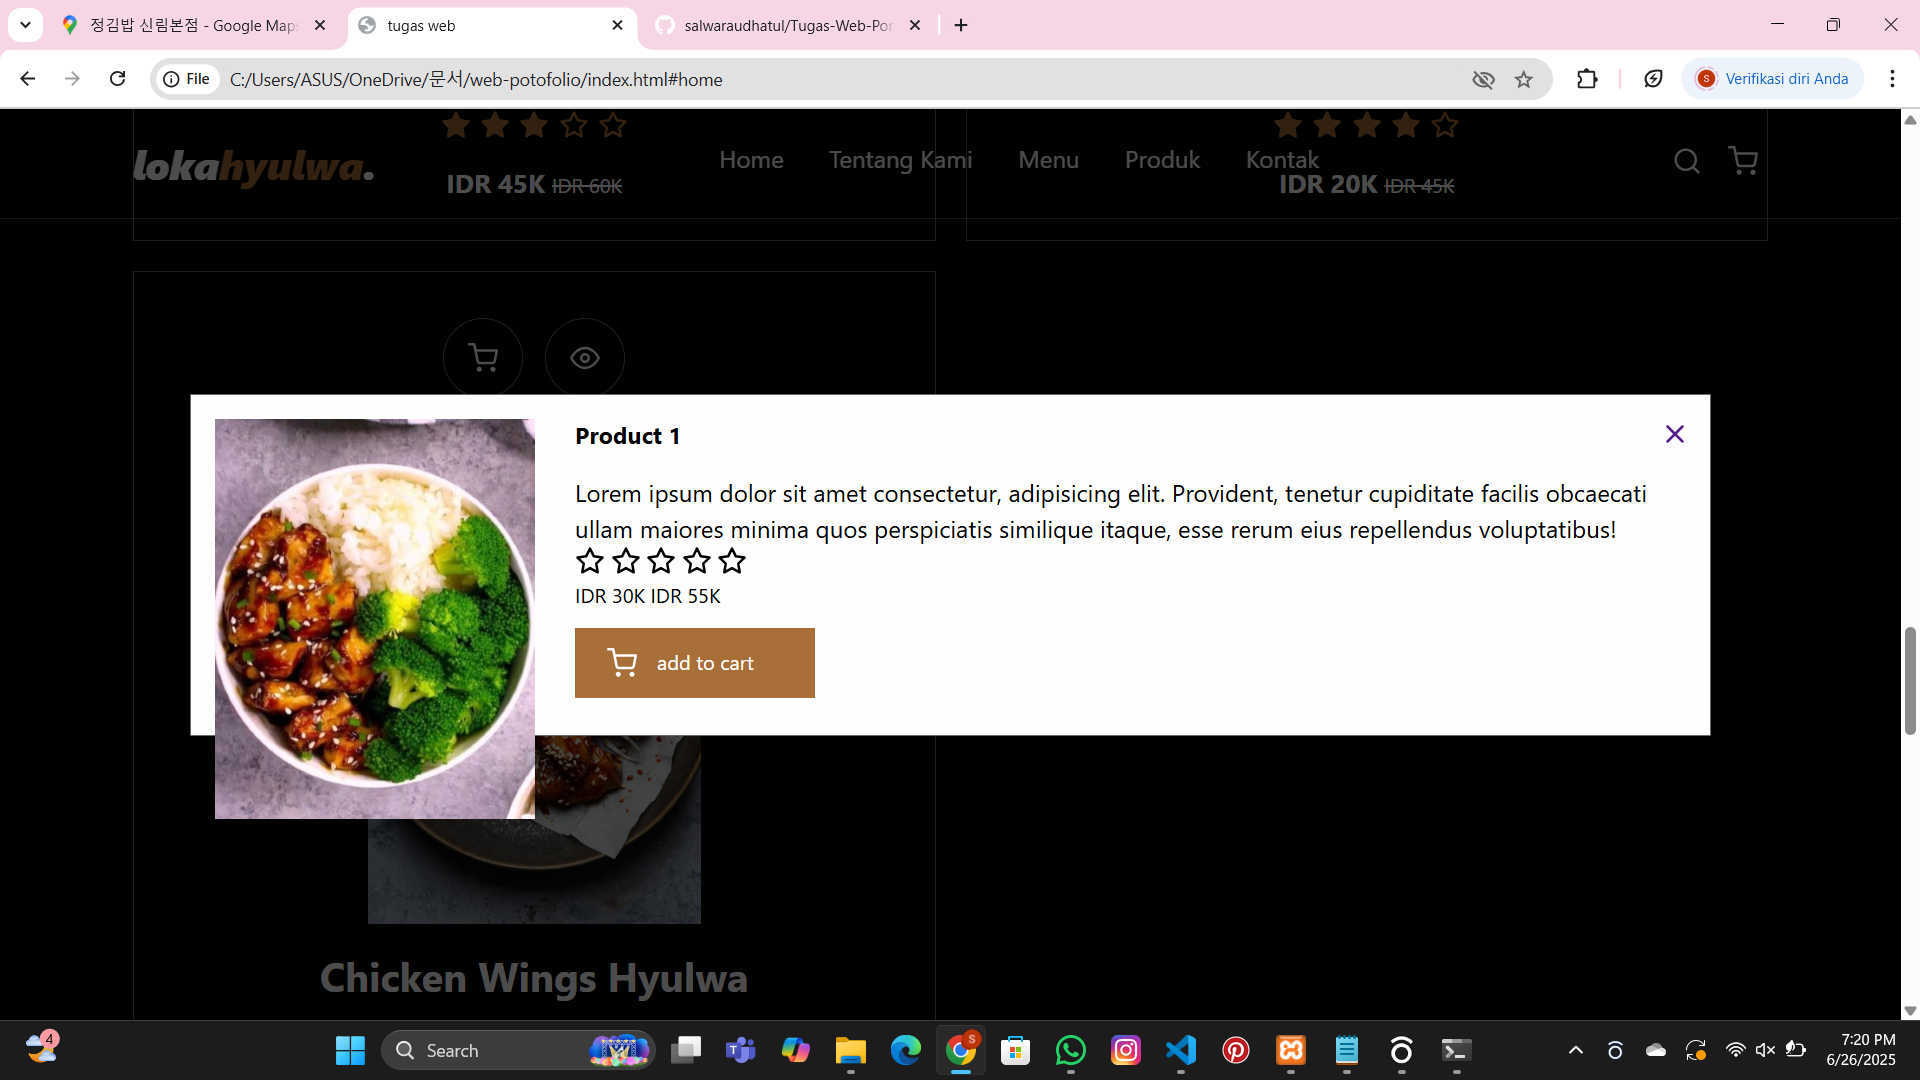 정김밥 신림본점 - Google Maps
tugas web
salwaraudhatul/Tugas-Web-Por
File
C:/Users/ASUS/OneDrive/문서/web-potofolio/index.html#home
S
Verifikasi diri Anda
lokahyulwa.
Home
Tentang Kami
Menu
Produk
Kontak
IDR 45K IDR 60K
IDR 20K IDR 45K
Product 1
Lorem ipsum dolor sit amet consectetur, adipisicing elit. Provident, tenetur cupiditate facilis obcaecati
ullam maiores minima quos perspiciatis similique itaque, esse rerum eius repellendus voluptatibus!
IDR 30K IDR 55K
add to cart
Chicken Wings Hyulwa
4
Search
S
7:20 PM
6/26/2025